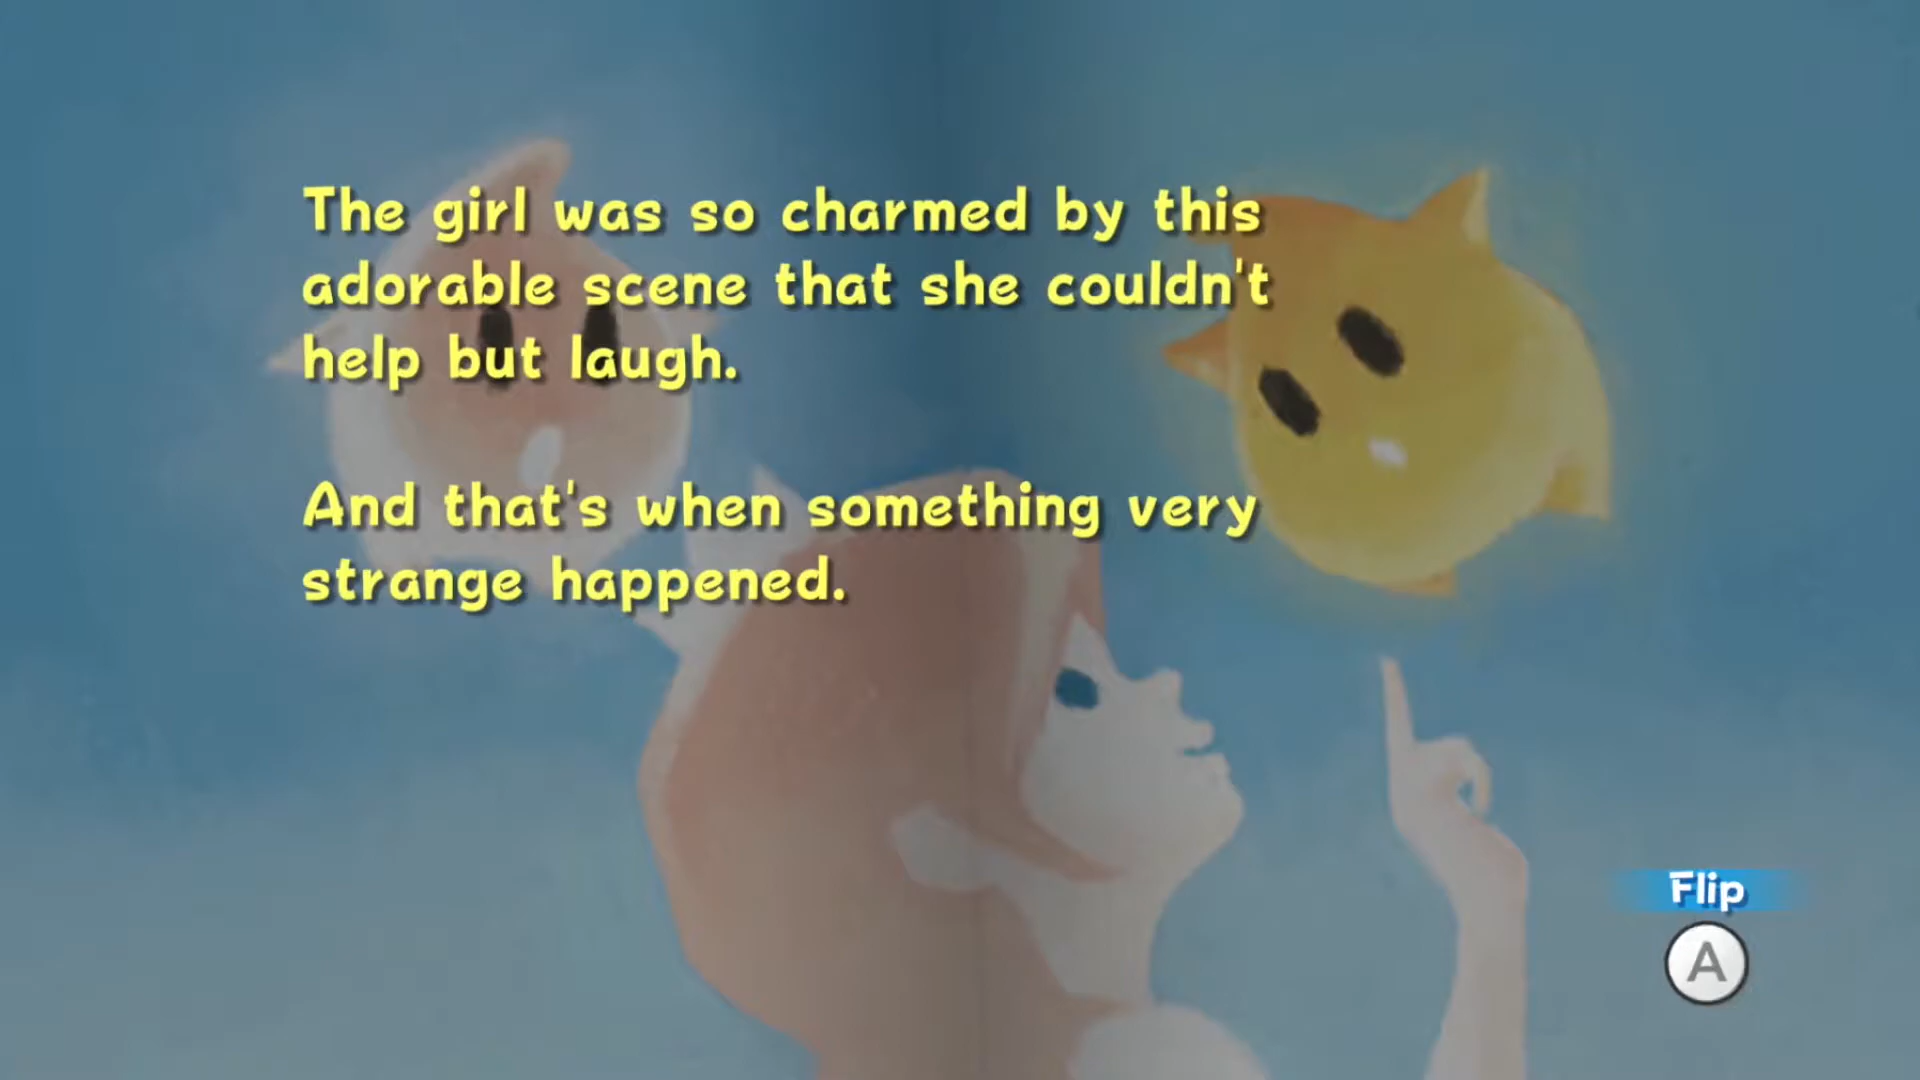 The girl was so charmed by this
adorable scene that she couldn't
help but laugh.
And that's when something very
strange happened.
Flip
A